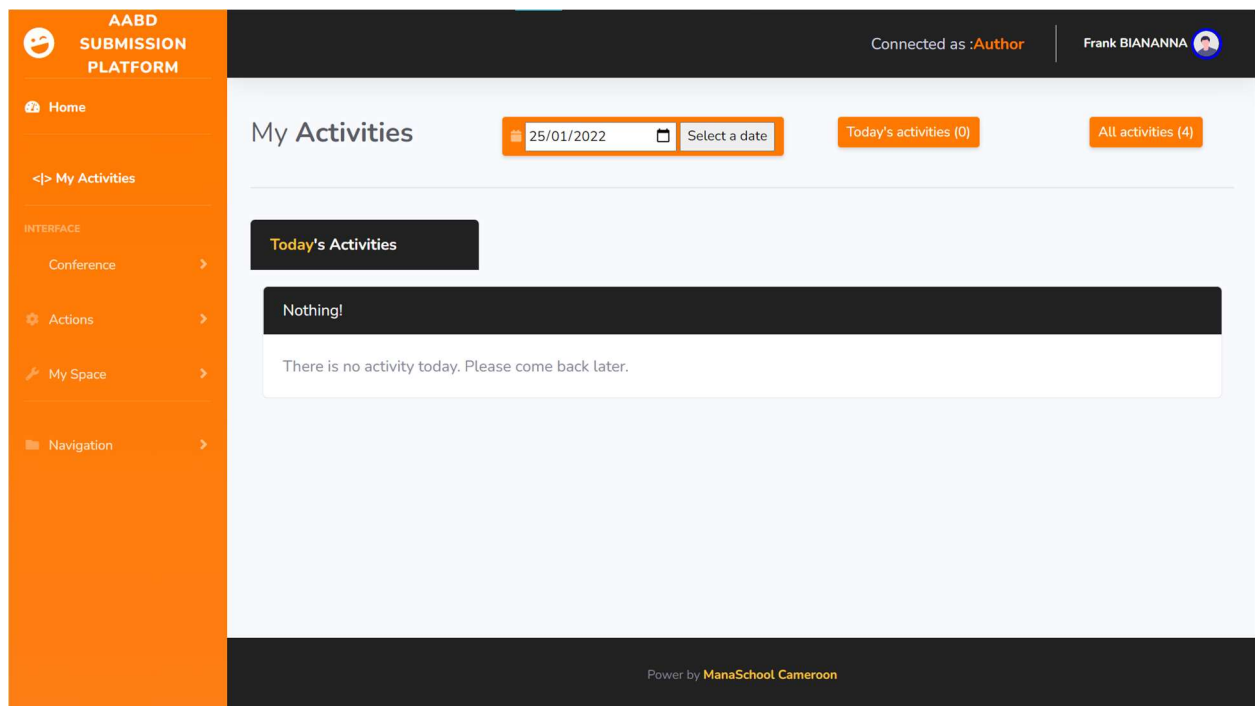 AABD
SUBMISSION
PLATFORM
Connected as :Author
Frank BIANANNA
Home
My Activities
25/01/2022
Select a date
Today's activities (0)
All activities (4)
<|> My Activities
INTERFACE
Today's Activities
Conference
Nothing!
Actions
There is no activity today. Please come back later.
My Space
Navigation
Power by ManaSchool Cameroon